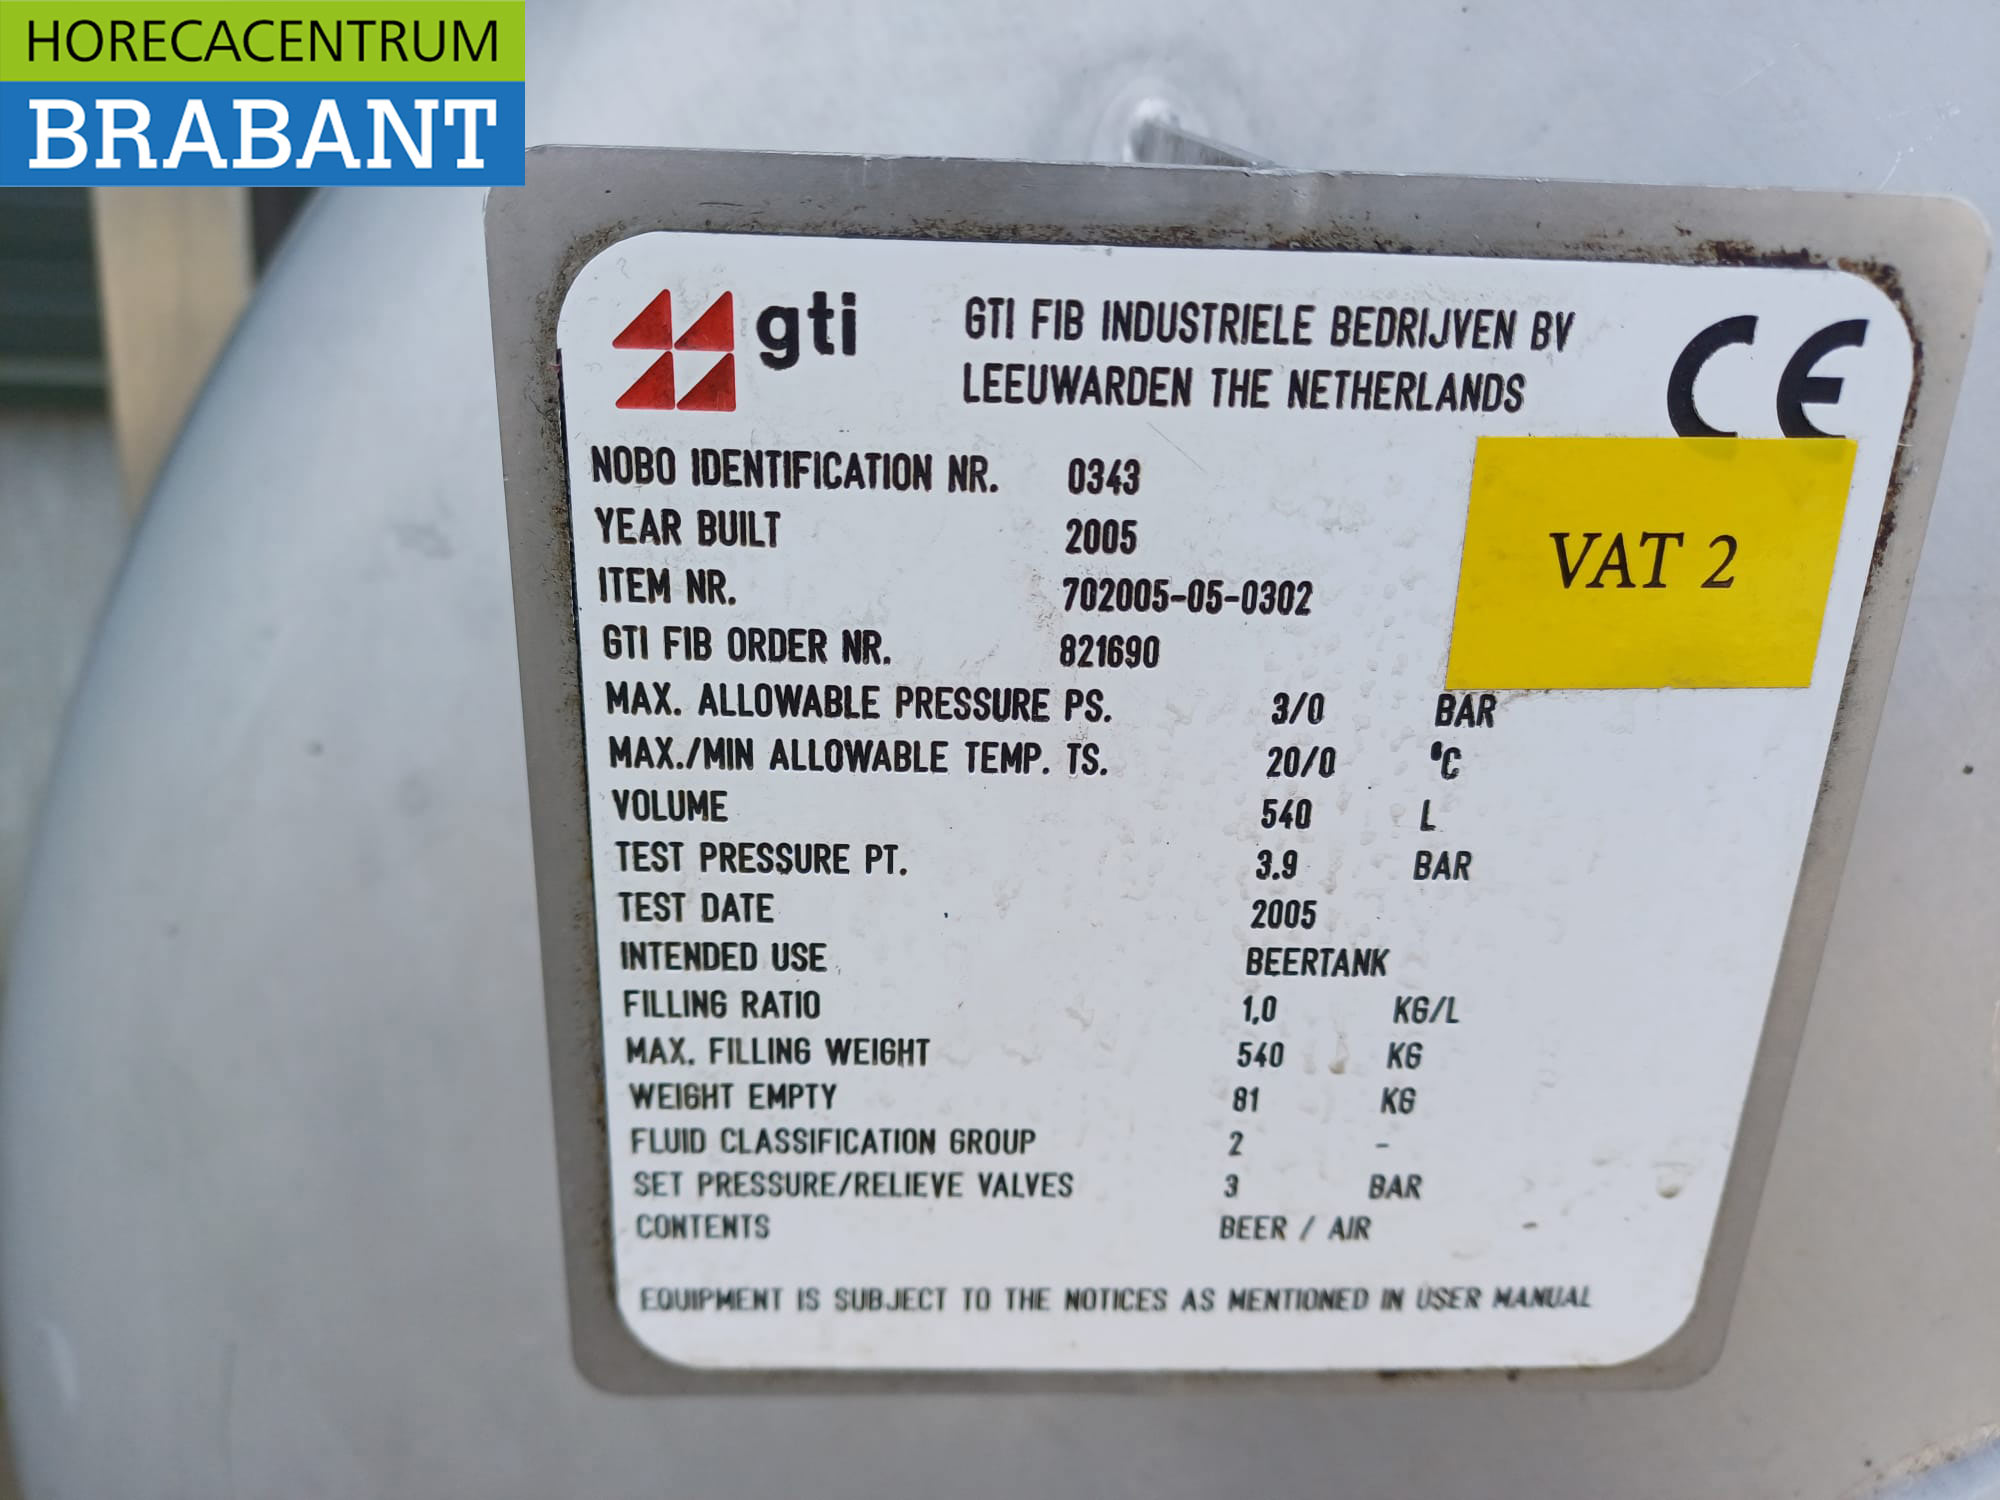 HORECACENTRUM
BRABANT
gti
GTI FIB INDUSTRIELE BEDRIJVEN BV
LEEUWARDEN THE NETHERLANDS
CE
NOBO IDENTIFICATION NR. 0343
YEAR BUILT 2005
ITEM NR. 702005-05-0302
GTI FIB ORDER NR. 821690
VAT 2
MAX. ALLOWABLE PRESSURE PS. 3/0 BAR
MAX./MIN ALLOWABLE TEMP. TS. 20/0 °C
VOLUME 540 L
TEST PRESSURE PT. 3.9 BAR
TEST DATE 2005
INTENDED USE BEERTANK
FILLING RATIO 1,0 KG/L
MAX. FILLING WEIGHT 540 KG
WEIGHT EMPTY 81 KG
FLUID CLASSIFICATION GROUP 2 -
SET PRESSURE/RELIEVE VALVES 3 BAR
CONTENTS BEER / AIR
EQUIPMENT IS SUBJECT TO THE NOTICES AS MENTIONED IN USER MANUAL